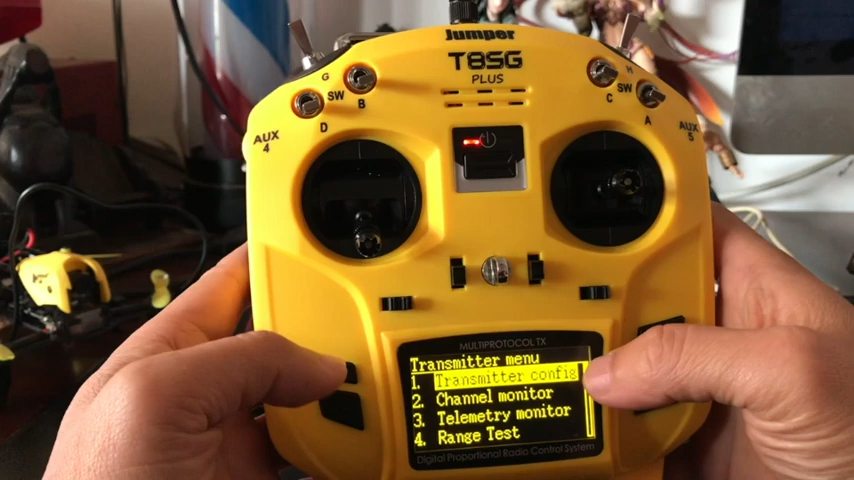 Jumper
T8SG
PLUS
G
SW
B
D
AUX
4
H
SW
C
A
AUX
5
MULTIPROTOCOL TX
Transmitter menu
1. Transmitter config
2. Channel monitor
3. Telemetry monitor
4. Range Test
Digital Proportional Radio Control System